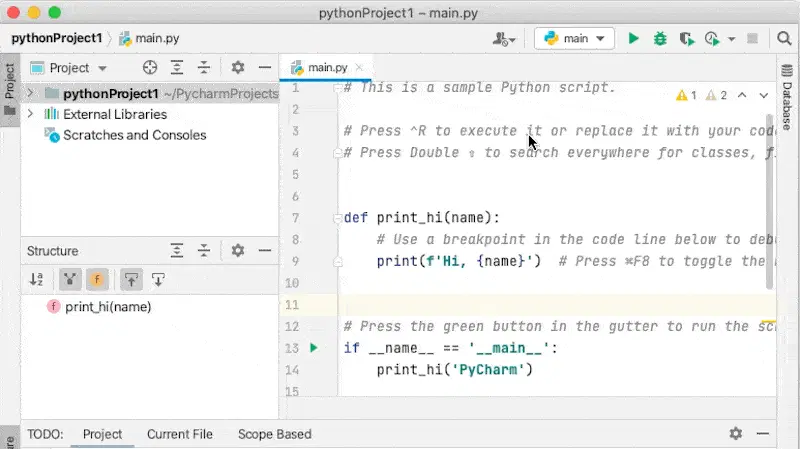 pythonProject1 – main.py
pythonProject1
main.py
main
Project
Project
pythonProject1 ~/PycharmProjects
External Libraries
Scratches and Consoles
Structure
print_hi(name)
main.py
1 # This is a sample Python script.
2
3 # Press ⌃R to execute it or replace it with your cod
4 # Press Double ⇧ to search everywhere for classes, f
5
6
7 def print_hi(name):
8 # Use a breakpoint in the code line below to deb
9 print(f'Hi, {name}') # Press ⌘F8 to toggle the
10
11
12 # Press the green button in the gutter to run the sc
13 if __name__ == '__main__':
14 print_hi('PyCharm')
15
1 2
Database
TODO: Project Current File Scope Based